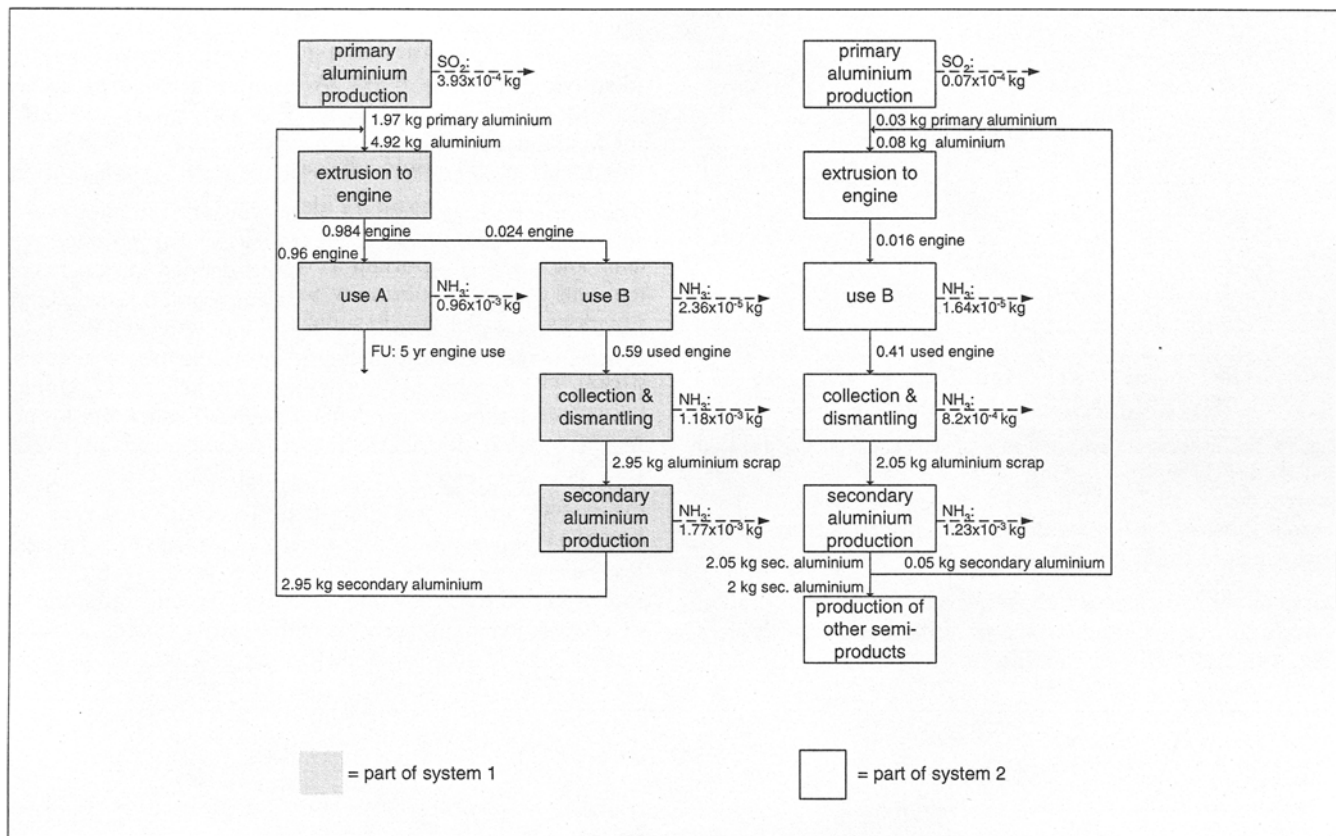 primary
aluminium
production
SO₂:
3.93x10⁻⁴ kg
1.97 kg primary aluminium
4.92 kg aluminium
extrusion to
engine
0.984 engine
0.024 engine
0.96 engine
use A
NH₃:
0.96x10⁻³ kg
FU: 5 yr engine use
use B
NH₃:
2.36x10⁻⁵ kg
0.59 used engine
collection &
dismantling
NH₃:
1.18x10⁻³ kg
2.95 kg aluminium scrap
secondary
aluminium
production
NH₃:
1.77x10⁻³ kg
2.95 kg secondary aluminium
primary
aluminium
production
SO₂:
0.07x10⁻⁴ kg
0.03 kg primary aluminium
0.08 kg aluminium
extrusion to
engine
0.016 engine
use B
NH₃:
1.64x10⁻⁵ kg
0.41 used engine
collection &
dismantling
NH₃:
8.2x10⁻⁴ kg
2.05 kg aluminium scrap
secondary
aluminium
production
NH₃:
1.23x10⁻³ kg
2.05 kg sec. aluminium
0.05 kg secondary aluminium
2 kg sec. aluminium
production of
other semi-
products
= part of system 1
= part of system 2